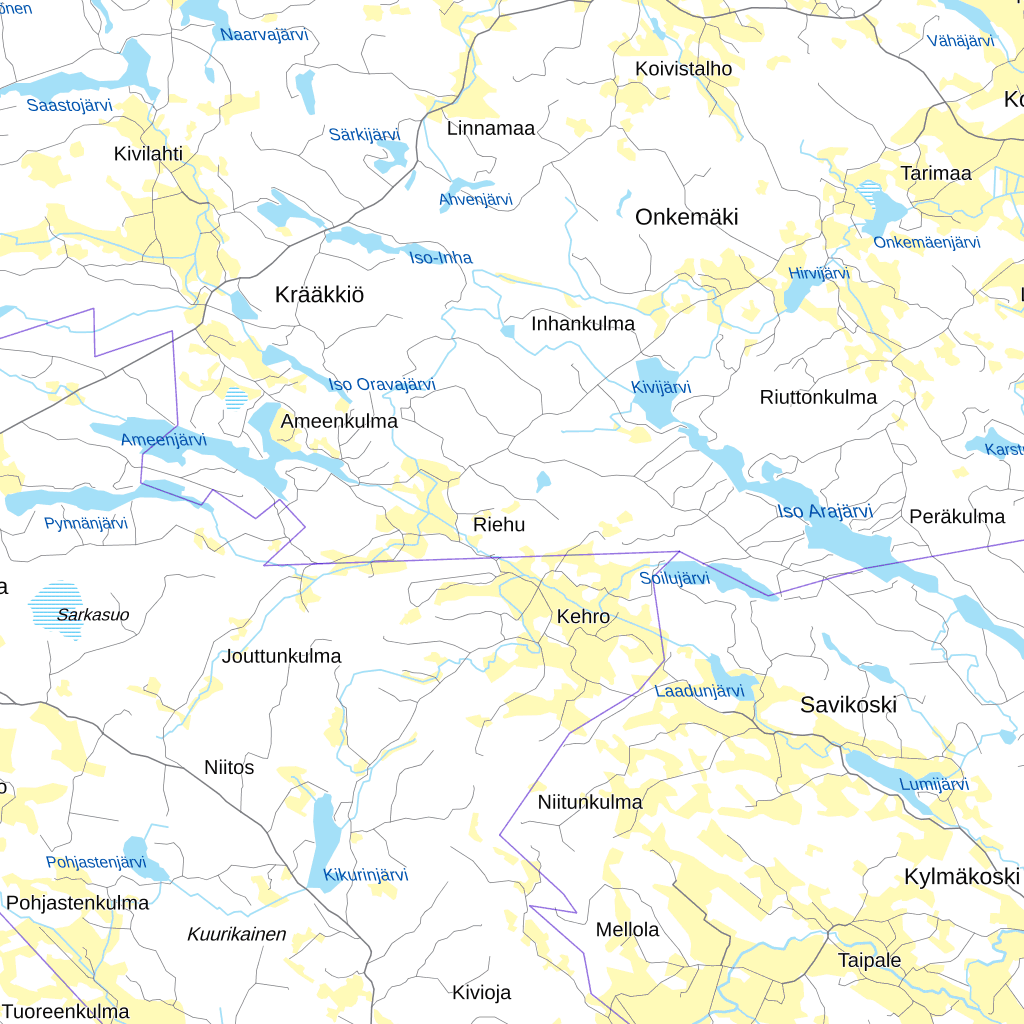 Naarvajärvi
Vähäjärvi
Koivistalho
Saastojärvi
Linnamaa
Särkijärvi
Kivilahti
Tarimaa
Ahvenjärvi
Onkemäki
Onkemäenjärvi
Iso-Inha
Hirvijärvi
Krääkkiö
Inhankulma
Iso Oravajärvi
Kivijärvi
Riuttonkulma
Ameenkulma
Ameenjärvi
Iso Arajärvi
Peräkulma
Pynnänjärvi
Riehu
Soilujärvi
Sarkasuo
Kehro
Jouttunkulma
Laadunjärvi
Savikoski
Niitos
Lumijärvi
Niitunkulma
Pohjastenjärvi
Kikurinjärvi
Kylmäkoski
Pohjastenkulma
Kuurikainen
Mellola
Taipale
Kivioja
Tuoreenkulma